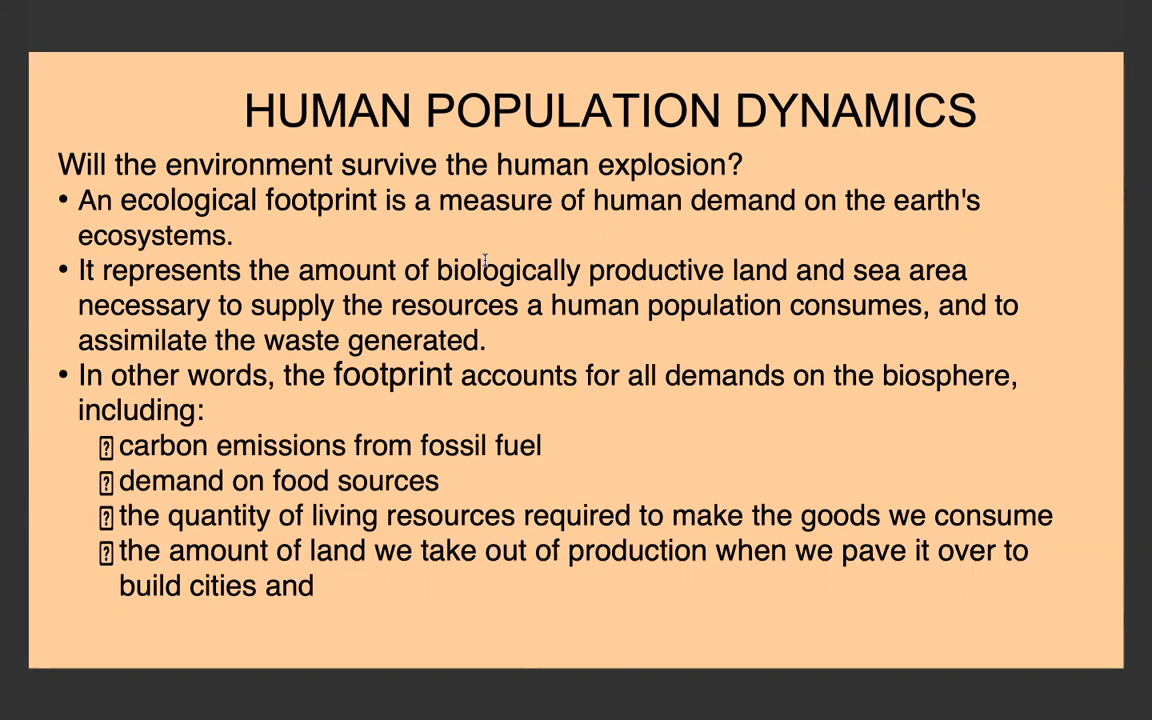 HUMAN POPULATION DYNAMICS
Will the environment survive the human explosion?
• An ecological footprint is a measure of human demand on the earth's
ecosystems.
• It represents the amount of biologically productive land and sea area
necessary to supply the resources a human population consumes, and to
assimilate the waste generated.
• In other words, the footprint accounts for all demands on the biosphere,
including:
⍰ carbon emissions from fossil fuel
⍰ demand on food sources
⍰ the quantity of living resources required to make the goods we consume
⍰ the amount of land we take out of production when we pave it over to
build cities and